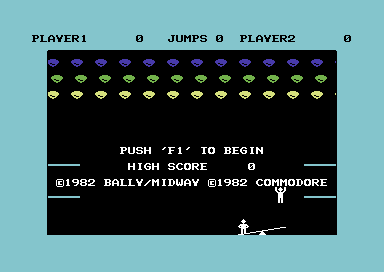 PLAYER1 0 JUMPS 0 PLAYER2 0
PUSH 'F1' TO BEGIN
HIGH SCORE 0
©1982 BALLY/MIDWAY ©1982 COMMODORE